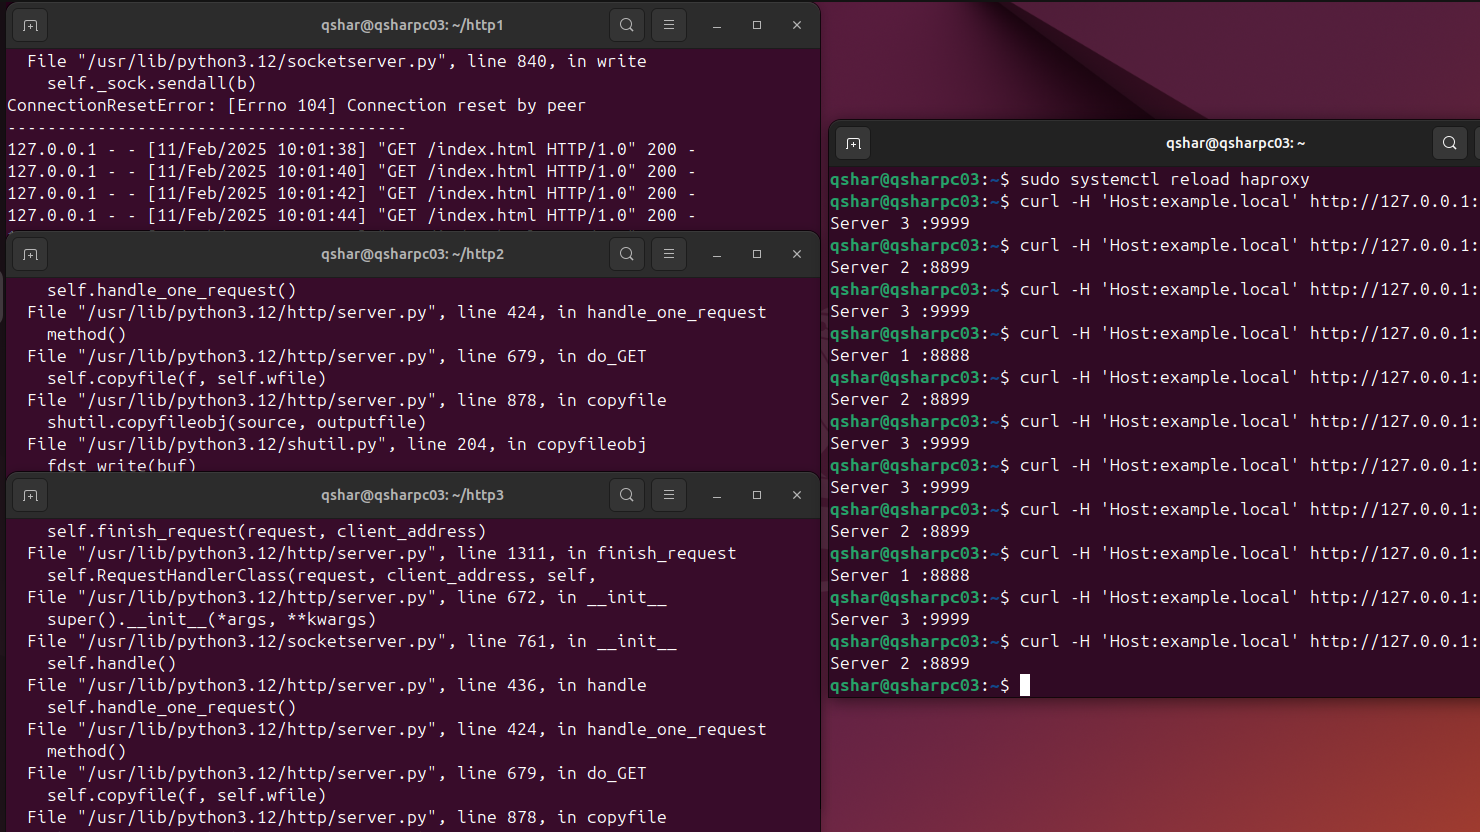 qshar@qsharpc03: ~/http1
  File "/usr/lib/python3.12/socketserver.py", line 840, in write
    self._sock.sendall(b)
ConnectionResetError: [Errno 104] Connection reset by peer
----------------------------------------
127.0.0.1 - - [11/Feb/2025 10:01:38] "GET /index.html HTTP/1.0" 200 -
127.0.0.1 - - [11/Feb/2025 10:01:40] "GET /index.html HTTP/1.0" 200 -
127.0.0.1 - - [11/Feb/2025 10:01:42] "GET /index.html HTTP/1.0" 200 -
127.0.0.1 - - [11/Feb/2025 10:01:44] "GET /index.html HTTP/1.0" 200 -
qshar@qsharpc03: ~/http2
    self.handle_one_request()
  File "/usr/lib/python3.12/http/server.py", line 424, in handle_one_request
    method()
  File "/usr/lib/python3.12/http/server.py", line 679, in do_GET
    self.copyfile(f, self.wfile)
  File "/usr/lib/python3.12/http/server.py", line 878, in copyfile
    shutil.copyfileobj(source, outputfile)
  File "/usr/lib/python3.12/shutil.py", line 204, in copyfileobj
    fdst_write(buf)
qshar@qsharpc03: ~/http3
    self.finish_request(request, client_address)
  File "/usr/lib/python3.12/http/server.py", line 1311, in finish_request
    self.RequestHandlerClass(request, client_address, self,
  File "/usr/lib/python3.12/http/server.py", line 672, in __init__
    super().__init__(*args, **kwargs)
  File "/usr/lib/python3.12/socketserver.py", line 761, in __init__
    self.handle()
  File "/usr/lib/python3.12/http/server.py", line 436, in handle
    self.handle_one_request()
  File "/usr/lib/python3.12/http/server.py", line 424, in handle_one_request
    method()
  File "/usr/lib/python3.12/http/server.py", line 679, in do_GET
    self.copyfile(f, self.wfile)
  File "/usr/lib/python3.12/http/server.py", line 878, in copyfile
qshar@qsharpc03: ~
qshar@qsharpc03:~$ sudo systemctl reload haproxy
qshar@qsharpc03:~$ curl -H 'Host:example.local' http://127.0.0.1:
Server 3 :9999
qshar@qsharpc03:~$ curl -H 'Host:example.local' http://127.0.0.1:
Server 2 :8899
qshar@qsharpc03:~$ curl -H 'Host:example.local' http://127.0.0.1:
Server 3 :9999
qshar@qsharpc03:~$ curl -H 'Host:example.local' http://127.0.0.1:
Server 1 :8888
qshar@qsharpc03:~$ curl -H 'Host:example.local' http://127.0.0.1:
Server 2 :8899
qshar@qsharpc03:~$ curl -H 'Host:example.local' http://127.0.0.1:
Server 3 :9999
qshar@qsharpc03:~$ curl -H 'Host:example.local' http://127.0.0.1:
Server 3 :9999
qshar@qsharpc03:~$ curl -H 'Host:example.local' http://127.0.0.1:
Server 2 :8899
qshar@qsharpc03:~$ curl -H 'Host:example.local' http://127.0.0.1:
Server 1 :8888
qshar@qsharpc03:~$ curl -H 'Host:example.local' http://127.0.0.1:
Server 3 :9999
qshar@qsharpc03:~$ curl -H 'Host:example.local' http://127.0.0.1:
Server 2 :8899
qshar@qsharpc03:~$